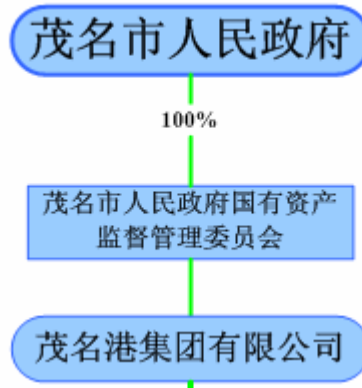 茂名市人民政府
100%
茂名市人民政府国有资产
监督管理委员会
茂名港集团有限公司